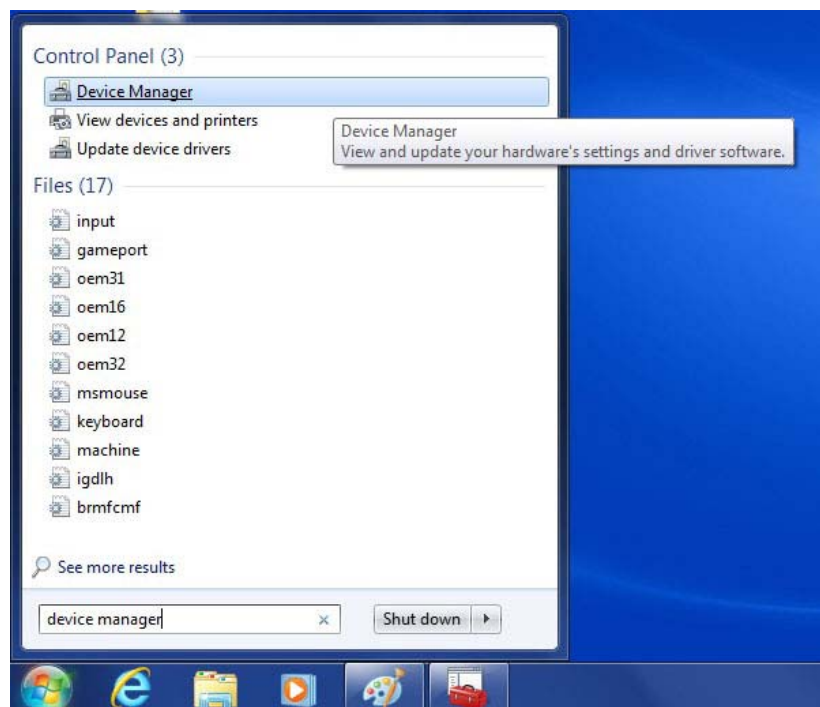 Control Panel (3)
Device Manager
View devices and printers
Update device drivers
Device Manager
View and update your hardware's settings and driver software.
Files (17)
input
gameport
oem31
oem16
oem12
oem32
msmouse
keyboard
machine
igdlh
brmfcmf
See more results
device manager
Shut down